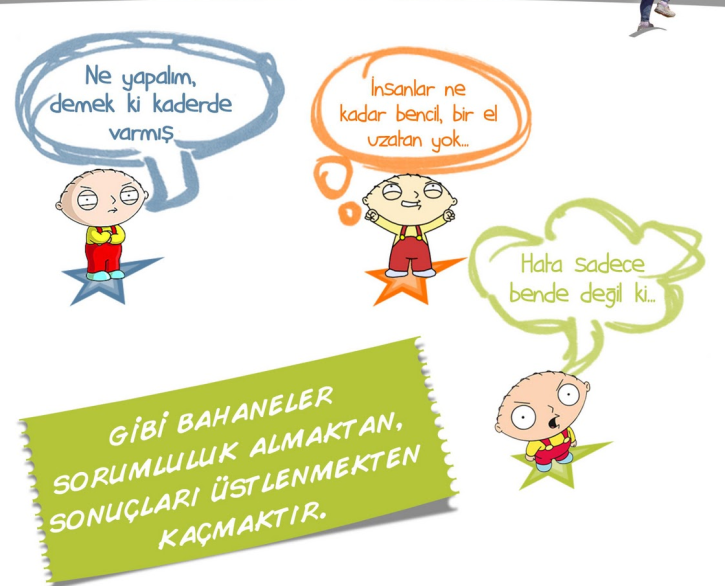 Ne yapalım,
demek ki kaderde
varmış
İnsanlar ne
kadar bencil, bir el
uzatan yok...
Hata sadece
bende değil ki...
GİBİ BAHANELER
SORUMLULUK ALMAKTAN,
SONUÇLARI ÜSTLENMEKTEN
KAÇMAKTIR.